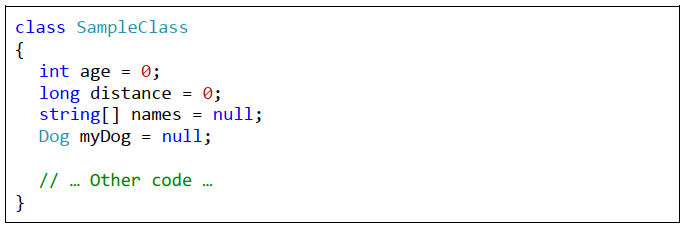 class SampleClass
{
int age = 0;
long distance = 0;
string[] names = null;
Dog myDog = null;
// … Other code …
}